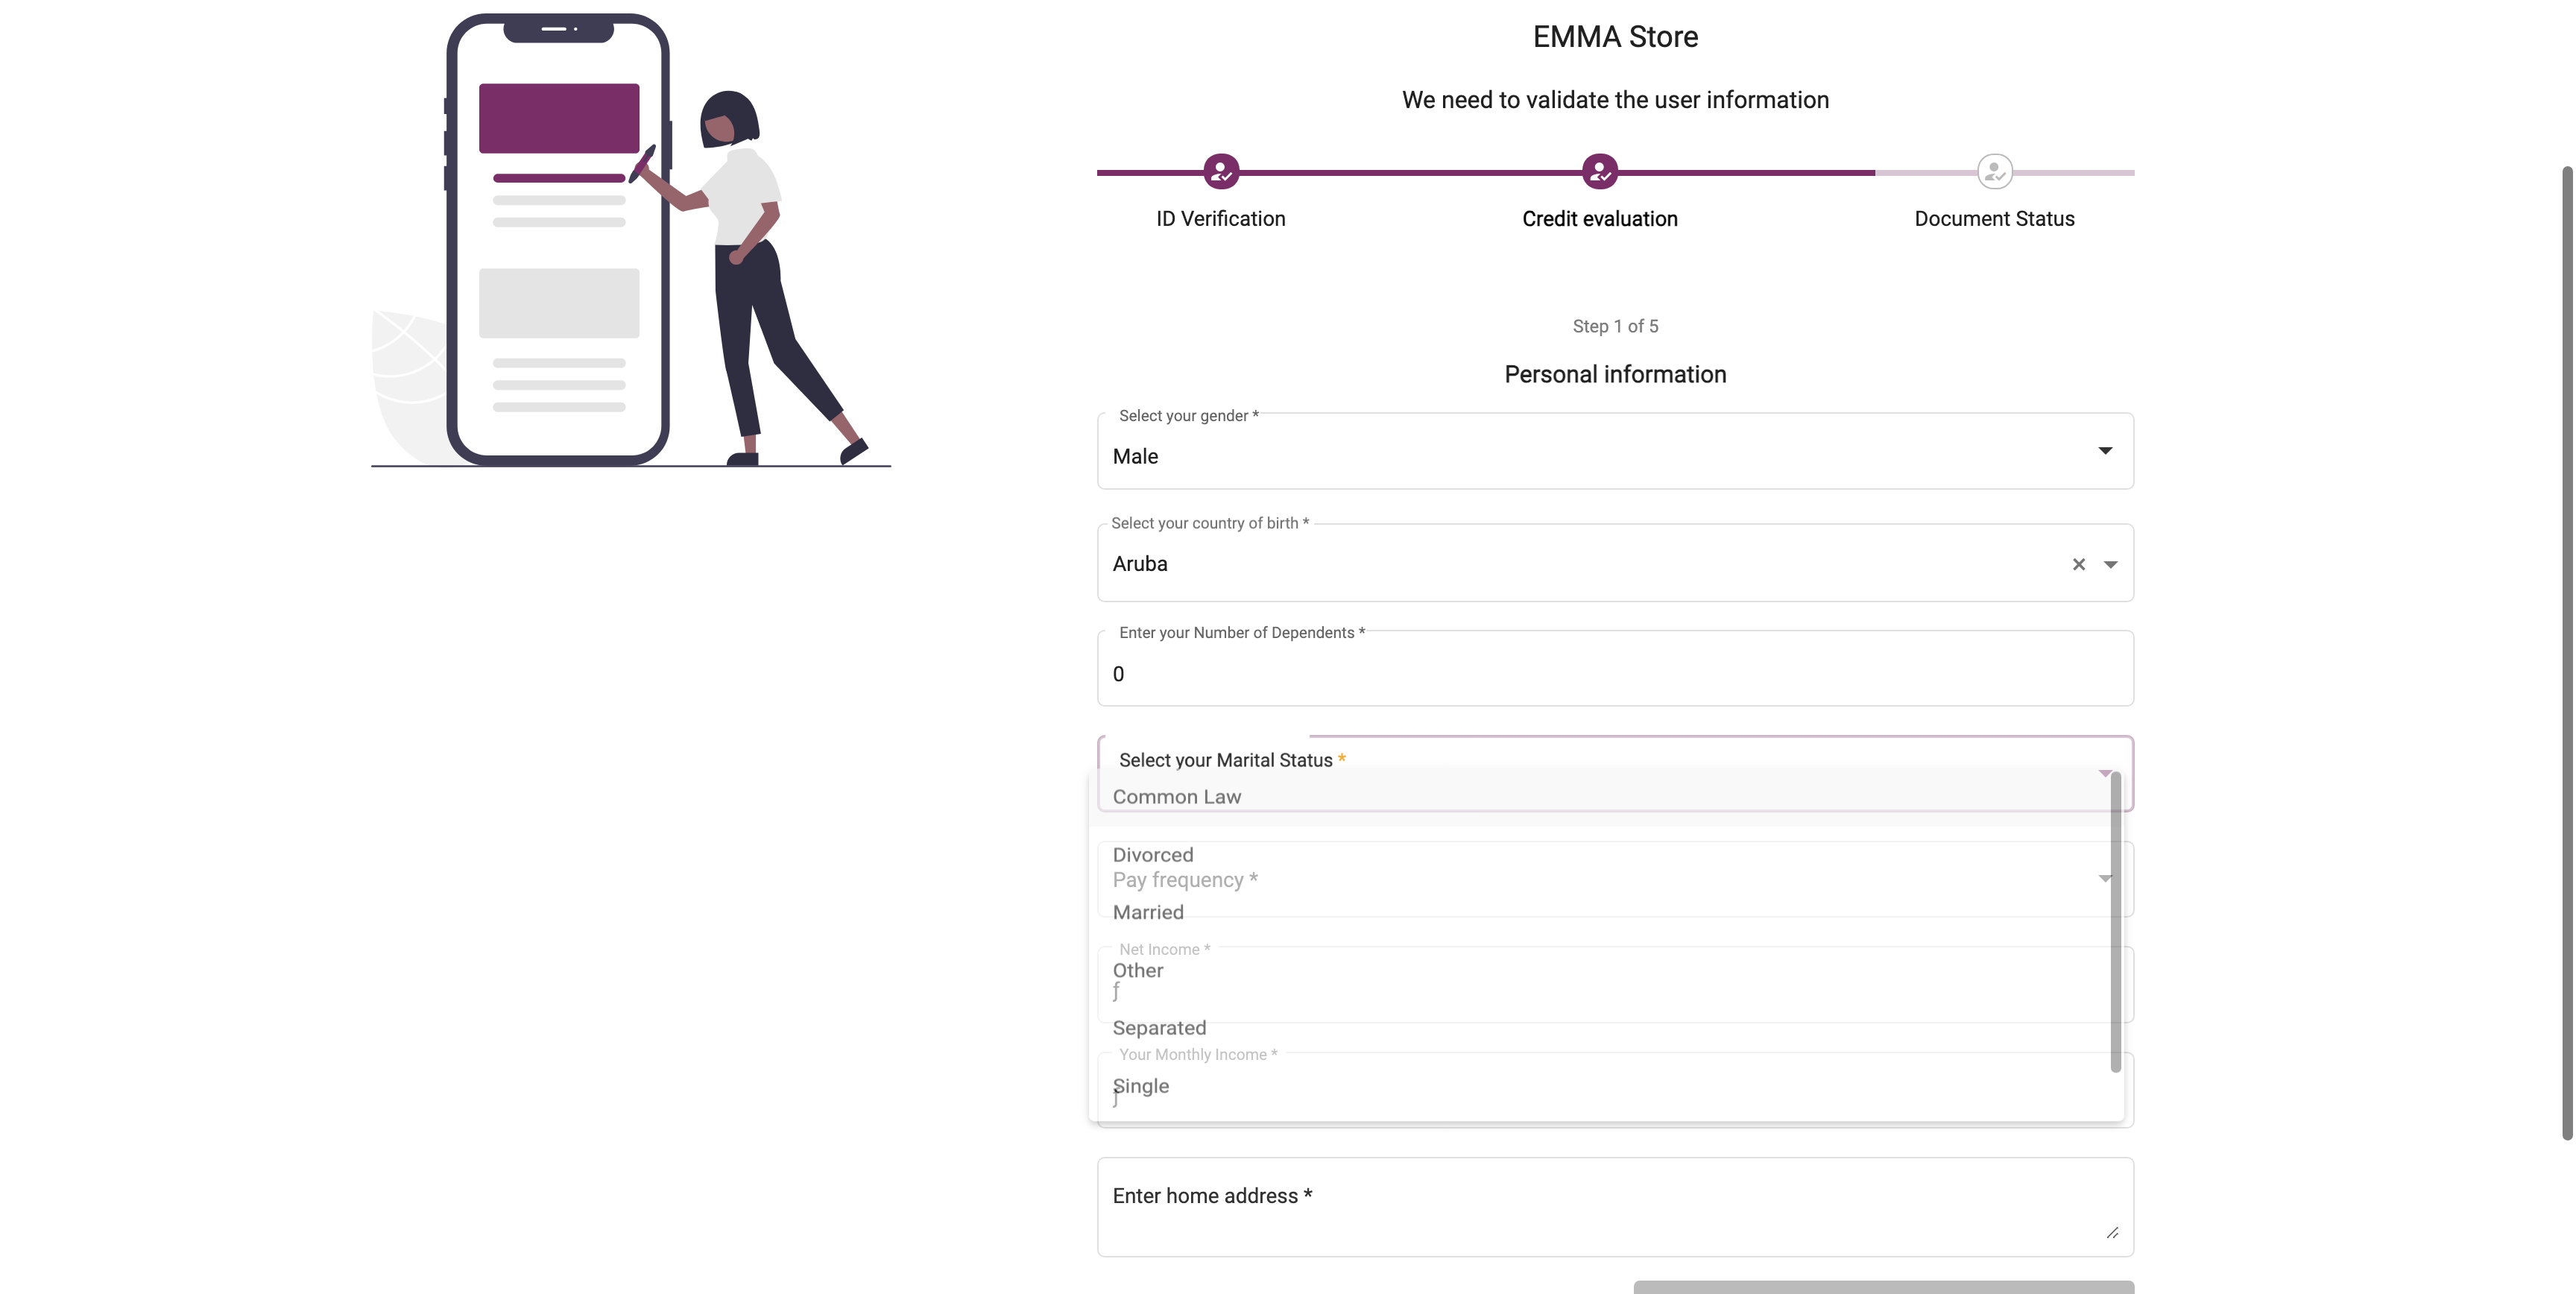 EMMA Store
We need to validate the user information
ID Verification
Credit evaluation
Document Status
Step 1 of 5
Personal information
Select your gender *
Male
Select your country of birth *
Aruba
Enter your Number of Dependents *
0
Select your Marital Status *
Common Law
Divorced
Pay frequency *
Married
Net Income *
Other
ƒ
Separated
Your Monthly Income *
Single
ƒ
Enter home address *